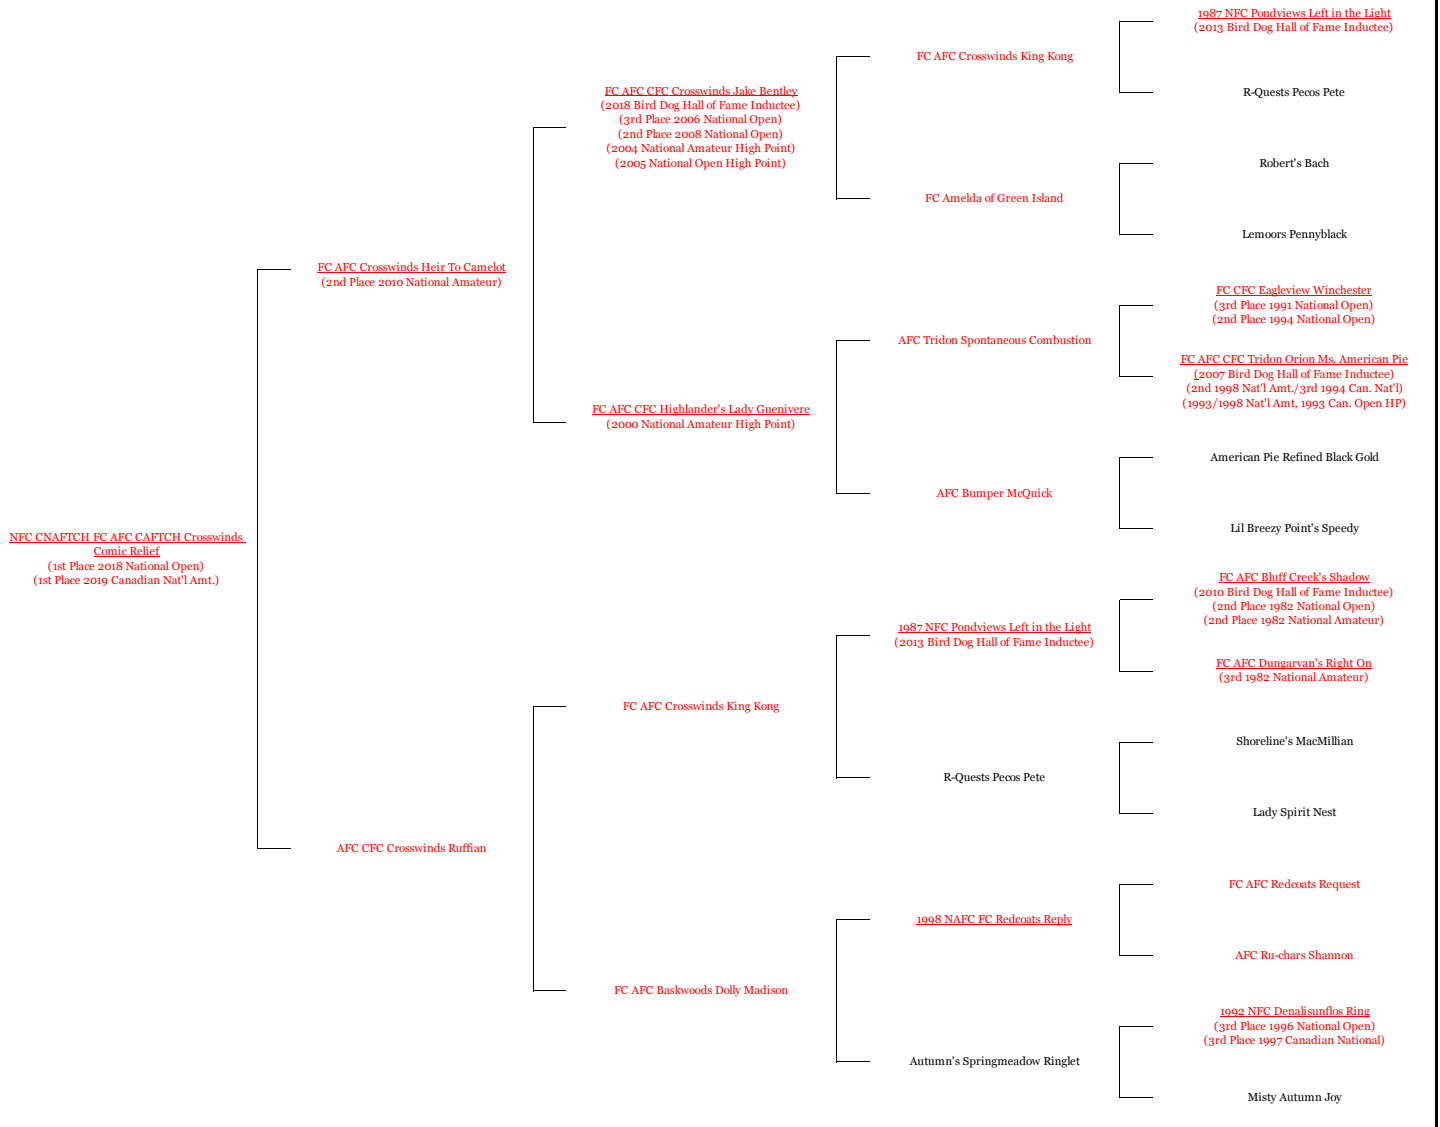 1987 NFC Pondviews Left in the Light
(2013 Bird Dog Hall of Fame Inductee)
FC AFC Crosswinds King Kong
R-Quests Pecos Pete
FC AFC CFC Crosswinds Jake Bentley
(2018 Bird Dog Hall of Fame Inductee)
(3rd Place 2006 National Open)
(2nd Place 2008 National Open)
(2004 National Amateur High Point)
(2005 National Open High Point)
Robert's Bach
FC Amelda of Green Island
Lemoors Pennyblack
FC AFC Crosswinds Heir To Camelot
(2nd Place 2010 National Amateur)
FC CFC Eagleview Winchester
(3rd Place 1991 National Open)
(2nd Place 1994 National Open)
AFC Tridon Spontaneous Combustion
FC AFC CFC Tridon Orion Ms. American Pie
(2007 Bird Dog Hall of Fame Inductee)
(2nd 1998 Nat'l Amt./3rd 1994 Can. Nat'l)
(1993/1998 Nat'l Amt, 1993 Can. Open HP)
FC AFC CFC Highlander's Lady Guenivere
(2000 National Amateur High Point)
American Pie Refined Black Gold
AFC Bumper McQuick
Lil Breezy Point's Speedy
NFC CNAFTCH FC AFC CAFTCH Crosswinds
Comic Relief
(1st Place 2018 National Open)
(1st Place 2019 Canadian Nat'l Amt.)
FC AFC Bluff Creek's Shadow
(2010 Bird Dog Hall of Fame Inductee)
(2nd Place 1982 National Open)
(2nd Place 1982 National Amateur)
1987 NFC Pondviews Left in the Light
(2013 Bird Dog Hall of Fame Inductee)
FC AFC Dungarvan's Right On
(3rd 1982 National Amateur)
FC AFC Crosswinds King Kong
Shoreline's MacMillian
R-Quests Pecos Pete
Lady Spirit Nest
AFC CFC Crosswinds Ruffian
FC AFC Redcoats Request
1998 NAFC FC Redcoats Reply
AFC Ru-chars Shannon
FC AFC Baskwoods Dolly Madison
1992 NFC Denalisunflos Ring
(3rd Place 1996 National Open)
(3rd Place 1997 Canadian National)
Autumn's Springmeadow Ringlet
Misty Autumn Joy